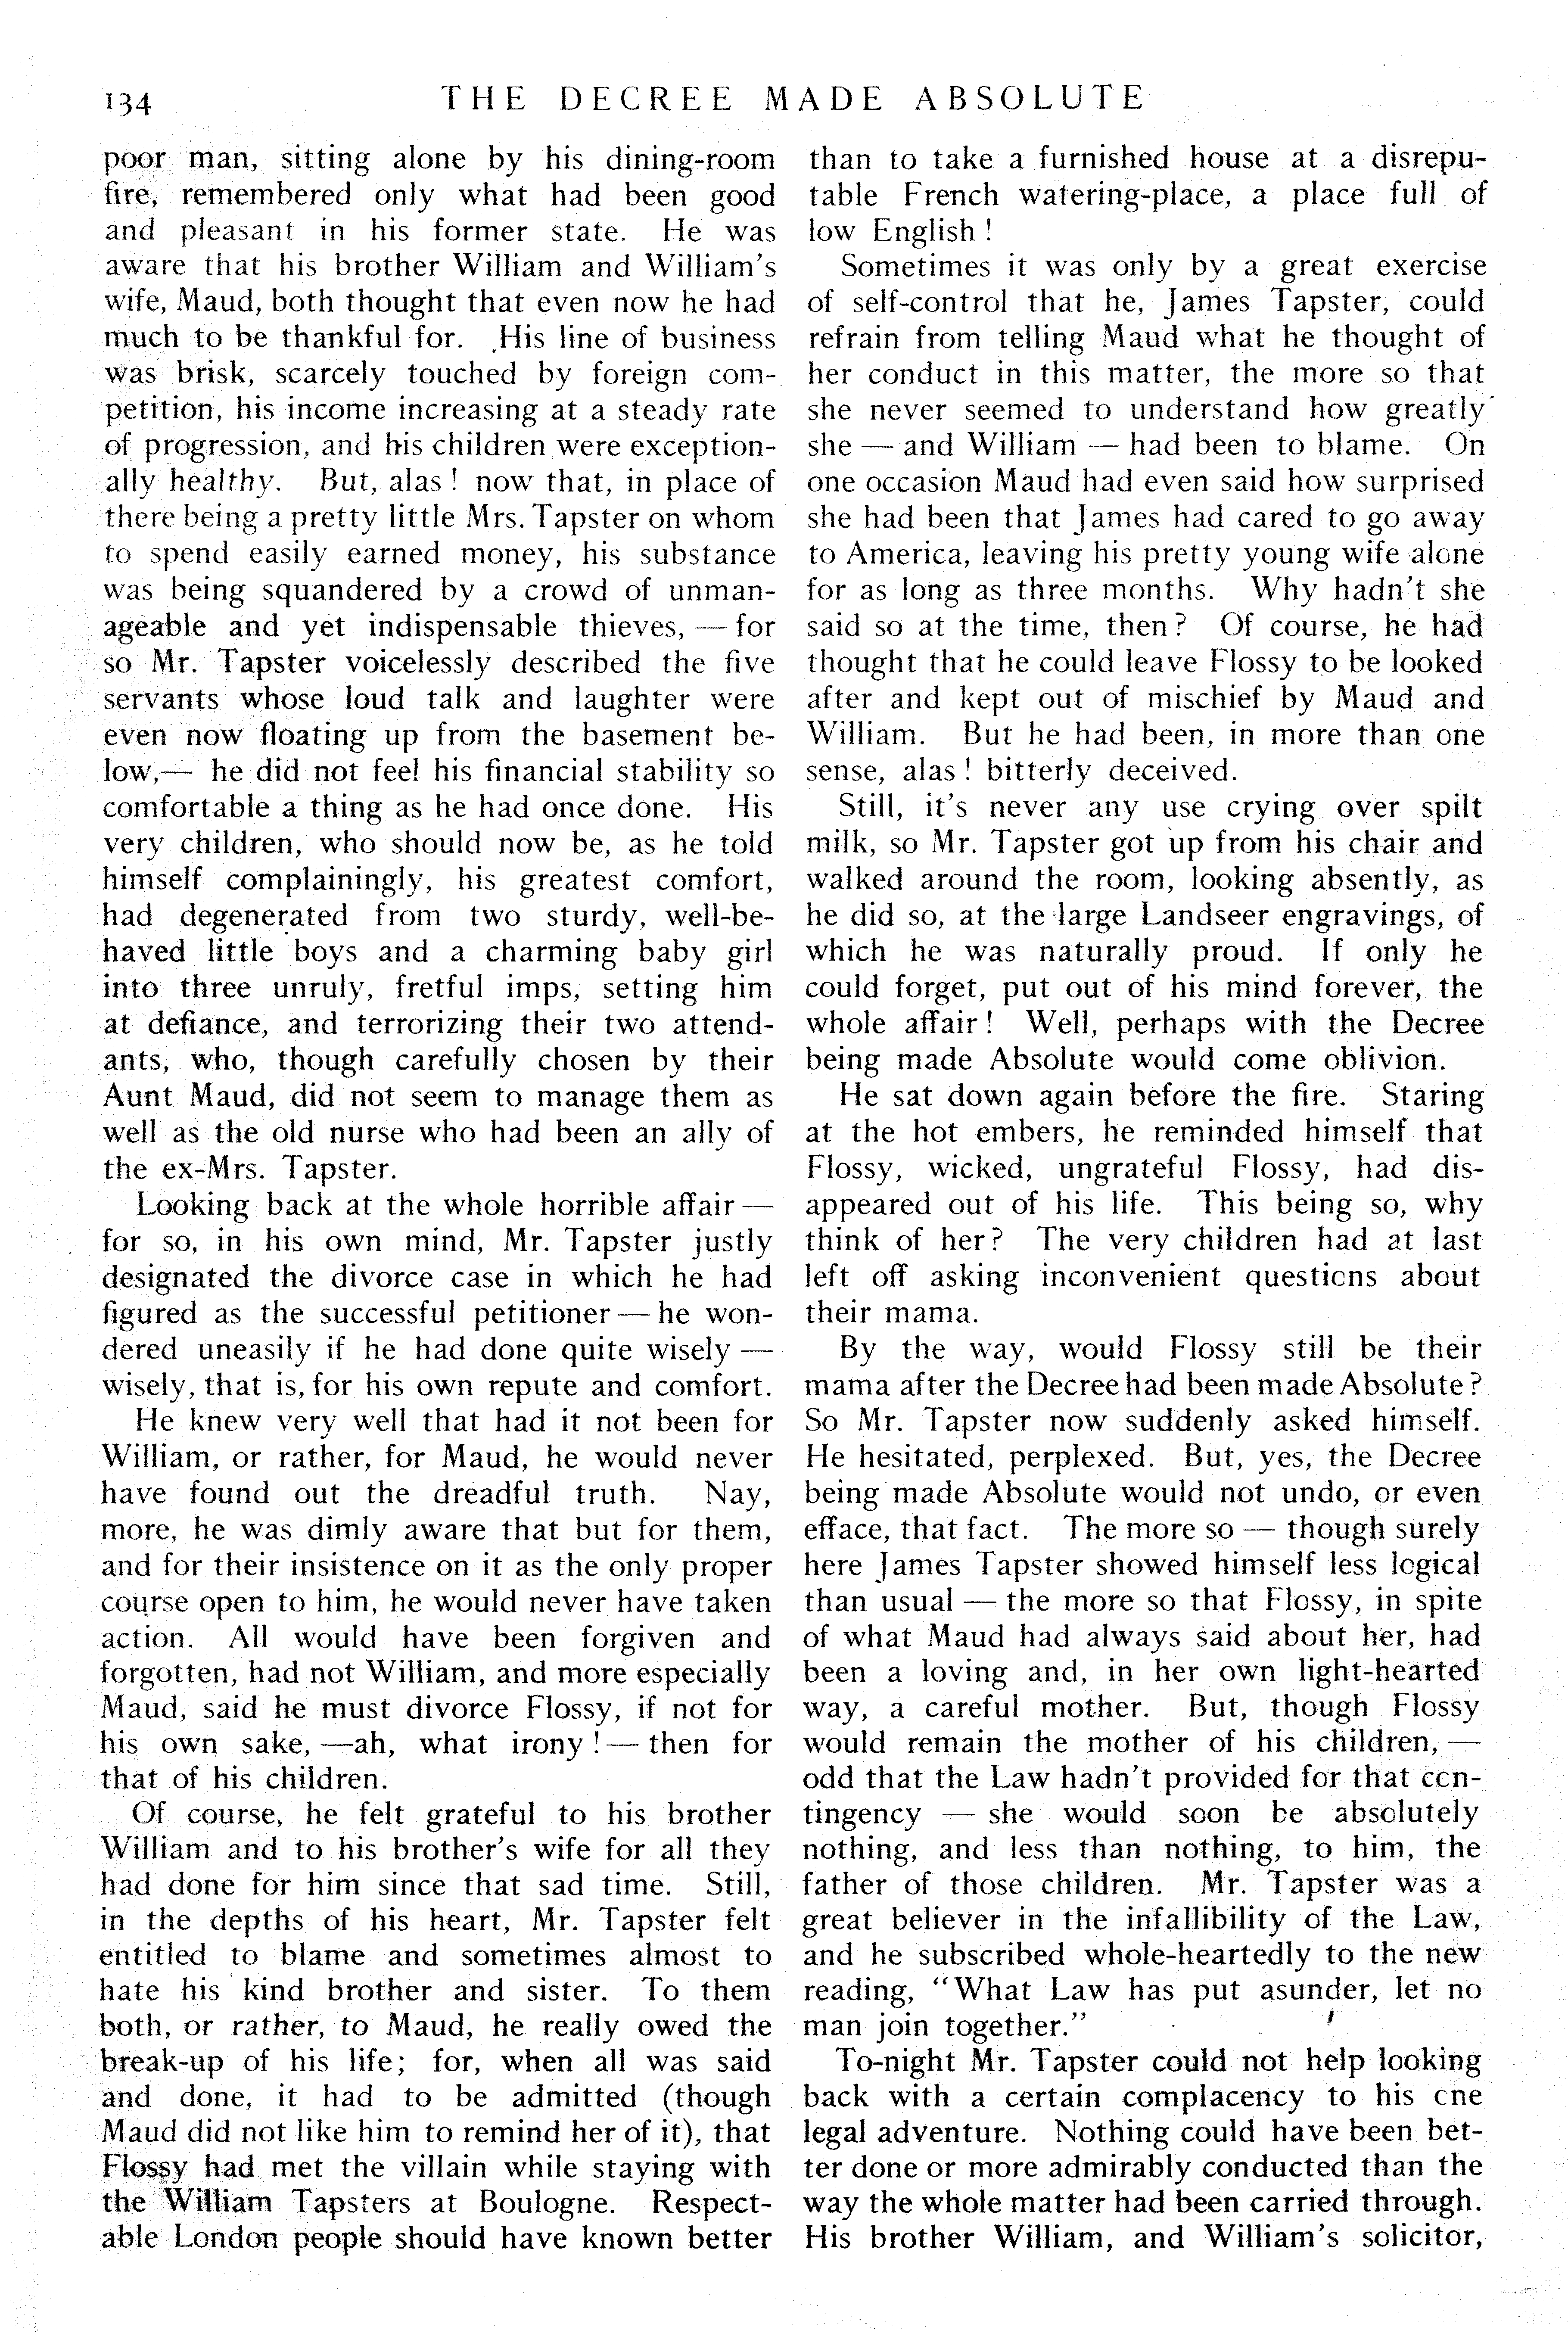 134 THE DECREE MADE ABSOLUTE
poor man, sitting alone by his dining-room
fire, remembered only what had been good
and pleasant in his former state. He was
aware that his brother William and William's
wife, Maud, both thought that even now he had
much to be thankful for. His line of business
was brisk, scarcely touched by foreign com-
petition, his income increasing at a steady rate
of progression, and his children were exception-
ally healthy. But, alas! now that, in place of
there being a pretty little Mrs. Tapster on whom
to spend easily earned money, his substance
was being squandered by a crowd of unman-
ageable and yet indispensable thieves, — for
so Mr. Tapster voicelessly described the five
servants whose loud talk and laughter were
even now floating up from the basement be-
low,— he did not feel his financial stability so
comfortable a thing as he had once done. His
very children, who should now be, as he told
himself complainingly, his greatest comfort,
had degenerated from two sturdy, well-be-
haved little boys and a charming baby girl
into three unruly, fretful imps, setting him
at defiance, and terrorizing their two attend-
ants, who, though carefully chosen by their
Aunt Maud, did not seem to manage them as
well as the old nurse who had been an ally of
the ex-Mrs. Tapster.
Looking back at the whole horrible affair —
for so, in his own mind, Mr. Tapster justly
designated the divorce case in which he had
figured as the successful petitioner — he won-
dered uneasily if he had done quite wisely —
wisely, that is, for his own repute and comfort.
He knew very well that had it not been for
William, or rather, for Maud, he would never
have found out the dreadful truth. Nay,
more, he was dimly aware that but for them,
and for their insistence on it as the only proper
course open to him, he would never have taken
action. All would have been forgiven and
forgotten, had not William, and more especially
Maud, said he must divorce Flossy, if not for
his own sake, —ah, what irony! — then for
that of his children.
Of course, he felt grateful to his brother
William and to his brother's wife for all they
had done for him since that sad time. Still,
in the depths of his heart, Mr. Tapster felt
entitled to blame and sometimes almost to
hate his kind brother and sister. To them
both, or rather, to Maud, he really owed the
break-up of his life; for, when all was said
and done, it had to be admitted (though
Maud did not like him to remind her of it), that
Flossy had met the villain while staying with
the William Tapsters at Boulogne. Respect-
able London people should have known better
than to take a furnished house at a disrepu-
table French watering-place, a place full of
low English!
Sometimes it was only by a great exercise
of self-control that he, James Tapster, could
refrain from telling Maud what he thought of
her conduct in this matter, the more so that
she never seemed to understand how greatly
she — and William — had been to blame. On
one occasion Maud had even said how surprised
she had been that James had cared to go away
to America, leaving his pretty young wife alone
for as long as three months. Why hadn't she
said so at the time, then? Of course, he had
thought that he could leave Flossy to be looked
after and kept out of mischief by Maud and
William. But he had been, in more than one
sense, alas! bitterly deceived.
Still, it's never any use crying over spilt
milk, so Mr. Tapster got up from his chair and
walked around the room, looking absently, as
he did so, at the large Landseer engravings, of
which he was naturally proud. If only he
could forget, put out of his mind forever, the
whole affair! Well, perhaps with the Decree
being made Absolute would come oblivion.
He sat down again before the fire. Staring
at the hot embers, he reminded himself that
Flossy, wicked, ungrateful Flossy, had dis-
appeared out of his life. This being so, why
think of her? The very children had at last
left off asking inconvenient questions about
their mama.
By the way, would Flossy still be their
mama after the Decree had been made Absolute?
So Mr. Tapster now suddenly asked himself.
He hesitated, perplexed. But, yes, the Decree
being made Absolute would not undo, or even
efface, that fact. The more so — though surely
here James Tapster showed himself less logical
than usual — the more so that Flossy, in spite
of what Maud had always said about her, had
been a loving and, in her own light-hearted
way, a careful mother. But, though Flossy
would remain the mother of his children, —
odd that the Law hadn't provided for that con-
tingency — she would soon be absolutely
nothing, and less than nothing, to him, the
father of those children. Mr. Tapster was a
great believer in the infallibility of the Law,
and he subscribed whole-heartedly to the new
reading, "What Law has put asunder, let no
man join together."
To-night Mr. Tapster could not help looking
back with a certain complacency to his one
legal adventure. Nothing could have been bet-
ter done or more admirably conducted than the
way the whole matter had been carried through.
His brother William, and William's solicitor,